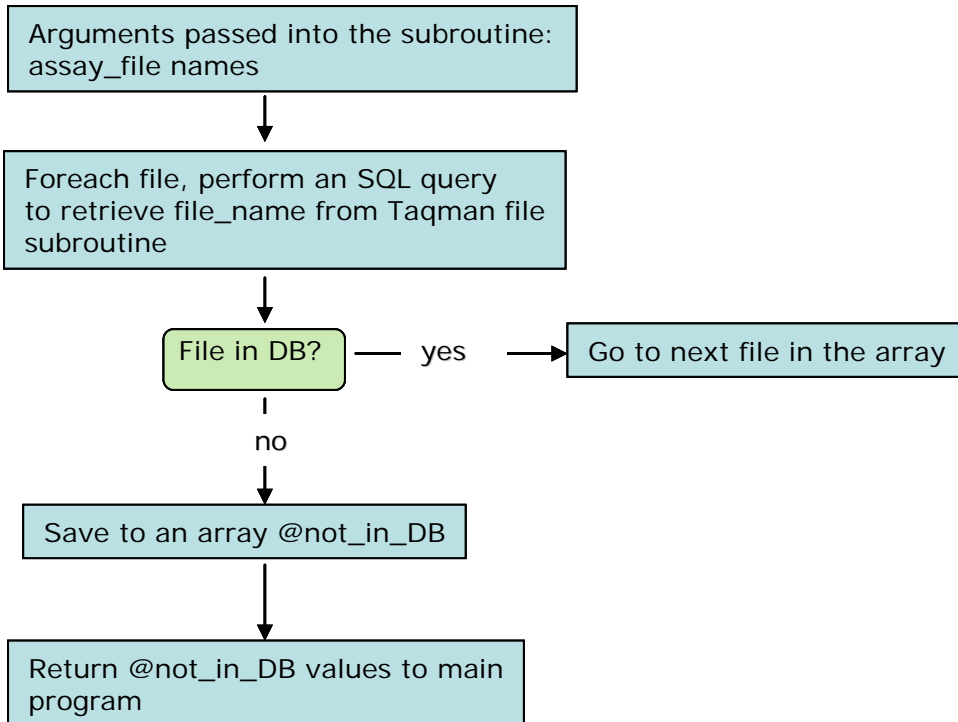 Arguments passed into the subroutine:
assay_file names
Foreach file, perform an SQL query
to retrieve file_name from Taqman file
subroutine
File in DB?
yes
Go to next file in the array
no
Save to an array @not_in_DB
Return @not_in_DB values to main
program